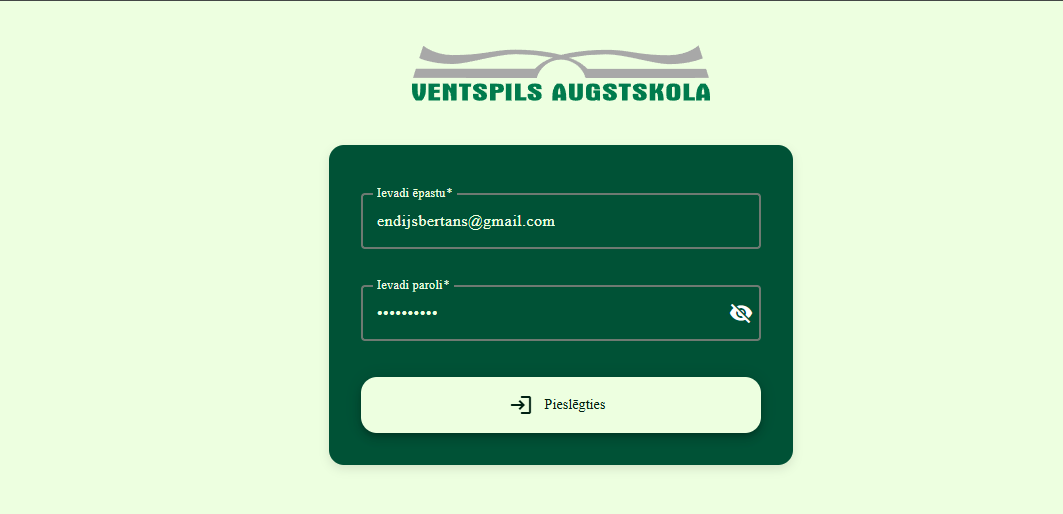 VENTSPILS AUGSTSKOLA
Ievadi ēpastu*
endijsbertans@gmail.com
Ievadi paroli*
••••••••••
Pieslēgties